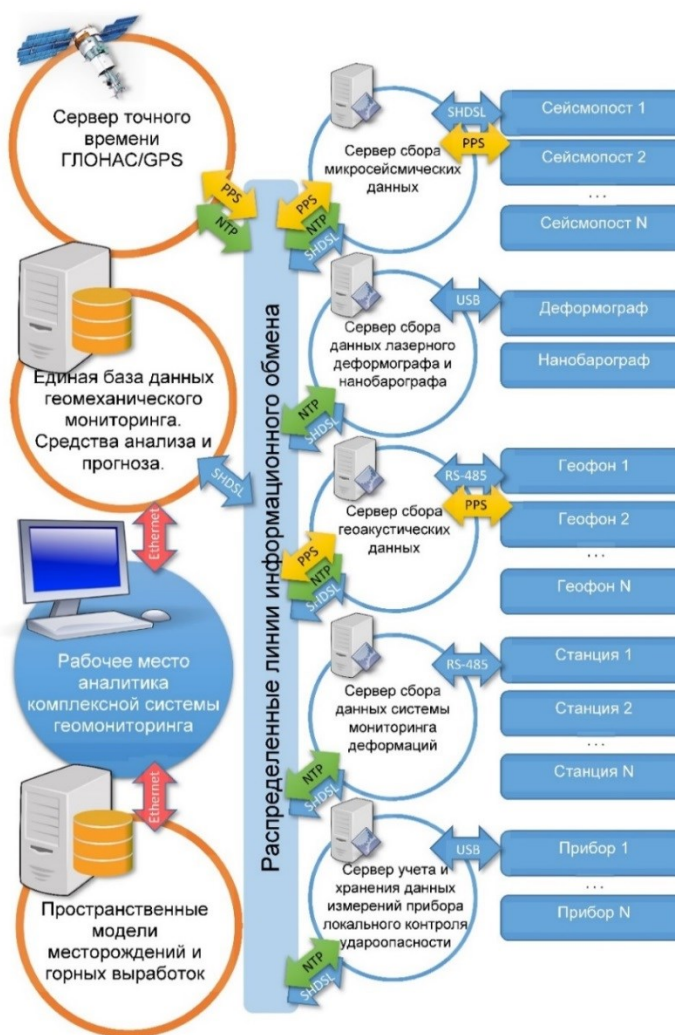 Сервер точного
времени
ГЛОНАС/GPS
PPS
NTP
Единая база данных
геомеханического
мониторинга.
Средства анализа и
прогноза.
SHDSL
Ethernet
Рабочее место
аналитика
комплексной системы
геомониторинга
Ethernet
Пространственные
модели
месторождений и
горных выработок
Распределенные линии информационного обмена
Сервер сбора
микросейсмических
данных
PPS
NTP
SHDSL
SHDSL
PPS
Сейсмопост 1
Сейсмопост 2
...
Сейсмопост N
Сервер сбора
данных лазерного
деформографа и
нанобарографа
NTP
SHDSL
USB
Деформограф
Нанобарограф
Сервер сбора
геоакустических
данных
PPS
NTP
SHDSL
RS-485
PPS
Геофон 1
Геофон 2
...
Геофон N
Сервер сбора
данных системы
мониторинга
деформаций
NTP
SHDSL
RS-485
Станция 1
Станция 2
...
Станция N
Сервер учета и
хранения данных
измерений прибора
локального контроля
удароопасности
NTP
SHDSL
USB
Прибор 1
...
Прибор N